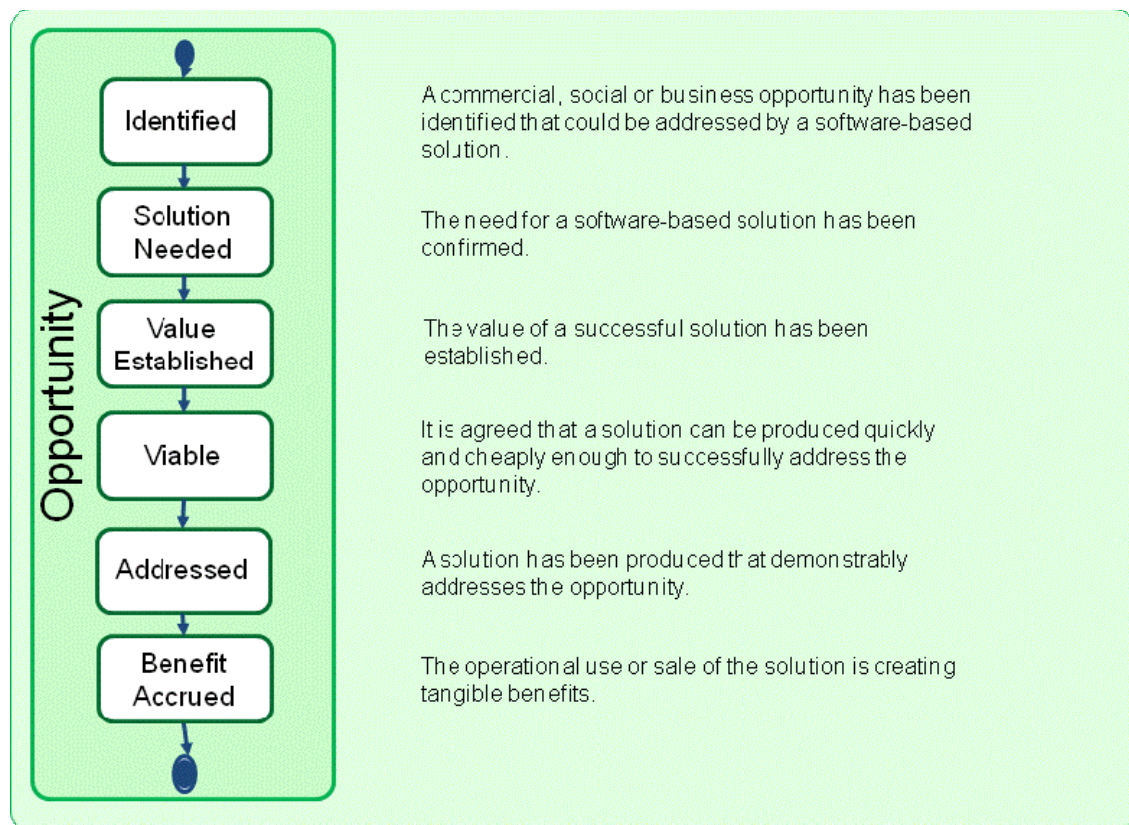 Opportunity
Identified
A commercial, social or business opportunity has been
identified that could be addressed by a software-based
solution.
Solution
Needed
The need for a software-based solution has been
confirmed.
Value
Established
The value of a successful solution has been
established.
Viable
It is agreed that a solution can be produced quickly
and cheaply enough to successfully address the
opportunity.
Addressed
A solution has been produced that demonstrably
addresses the opportunity.
Benefit
Accrued
The operational use or sale of the solution is creating
tangible benefits.